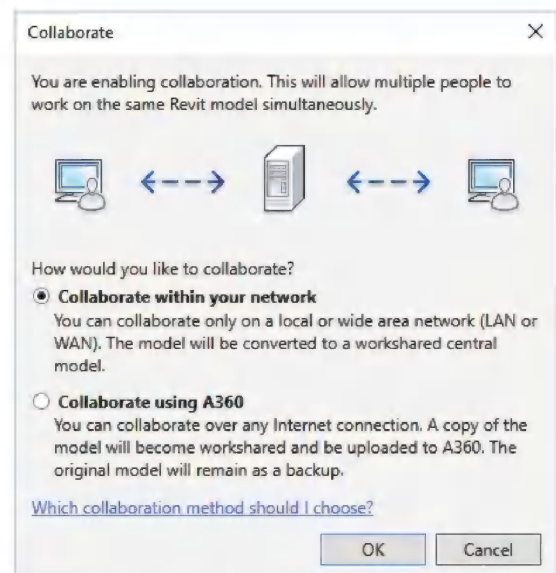 Collaborate
You are enabling collaboration. This will allow multiple people to
work on the same Revit model simultaneously.
How would you like to collaborate?
Collaborate within your network
You can collaborate only on a local or wide area network (LAN or
WAN). The model will be converted to a workshared central
model.
Collaborate using A360
You can collaborate over any Internet connection. A copy of the
model will become workshared and be uploaded to A360. The
original model will remain as a backup.
Which collaboration method should I choose?
OK Cancel